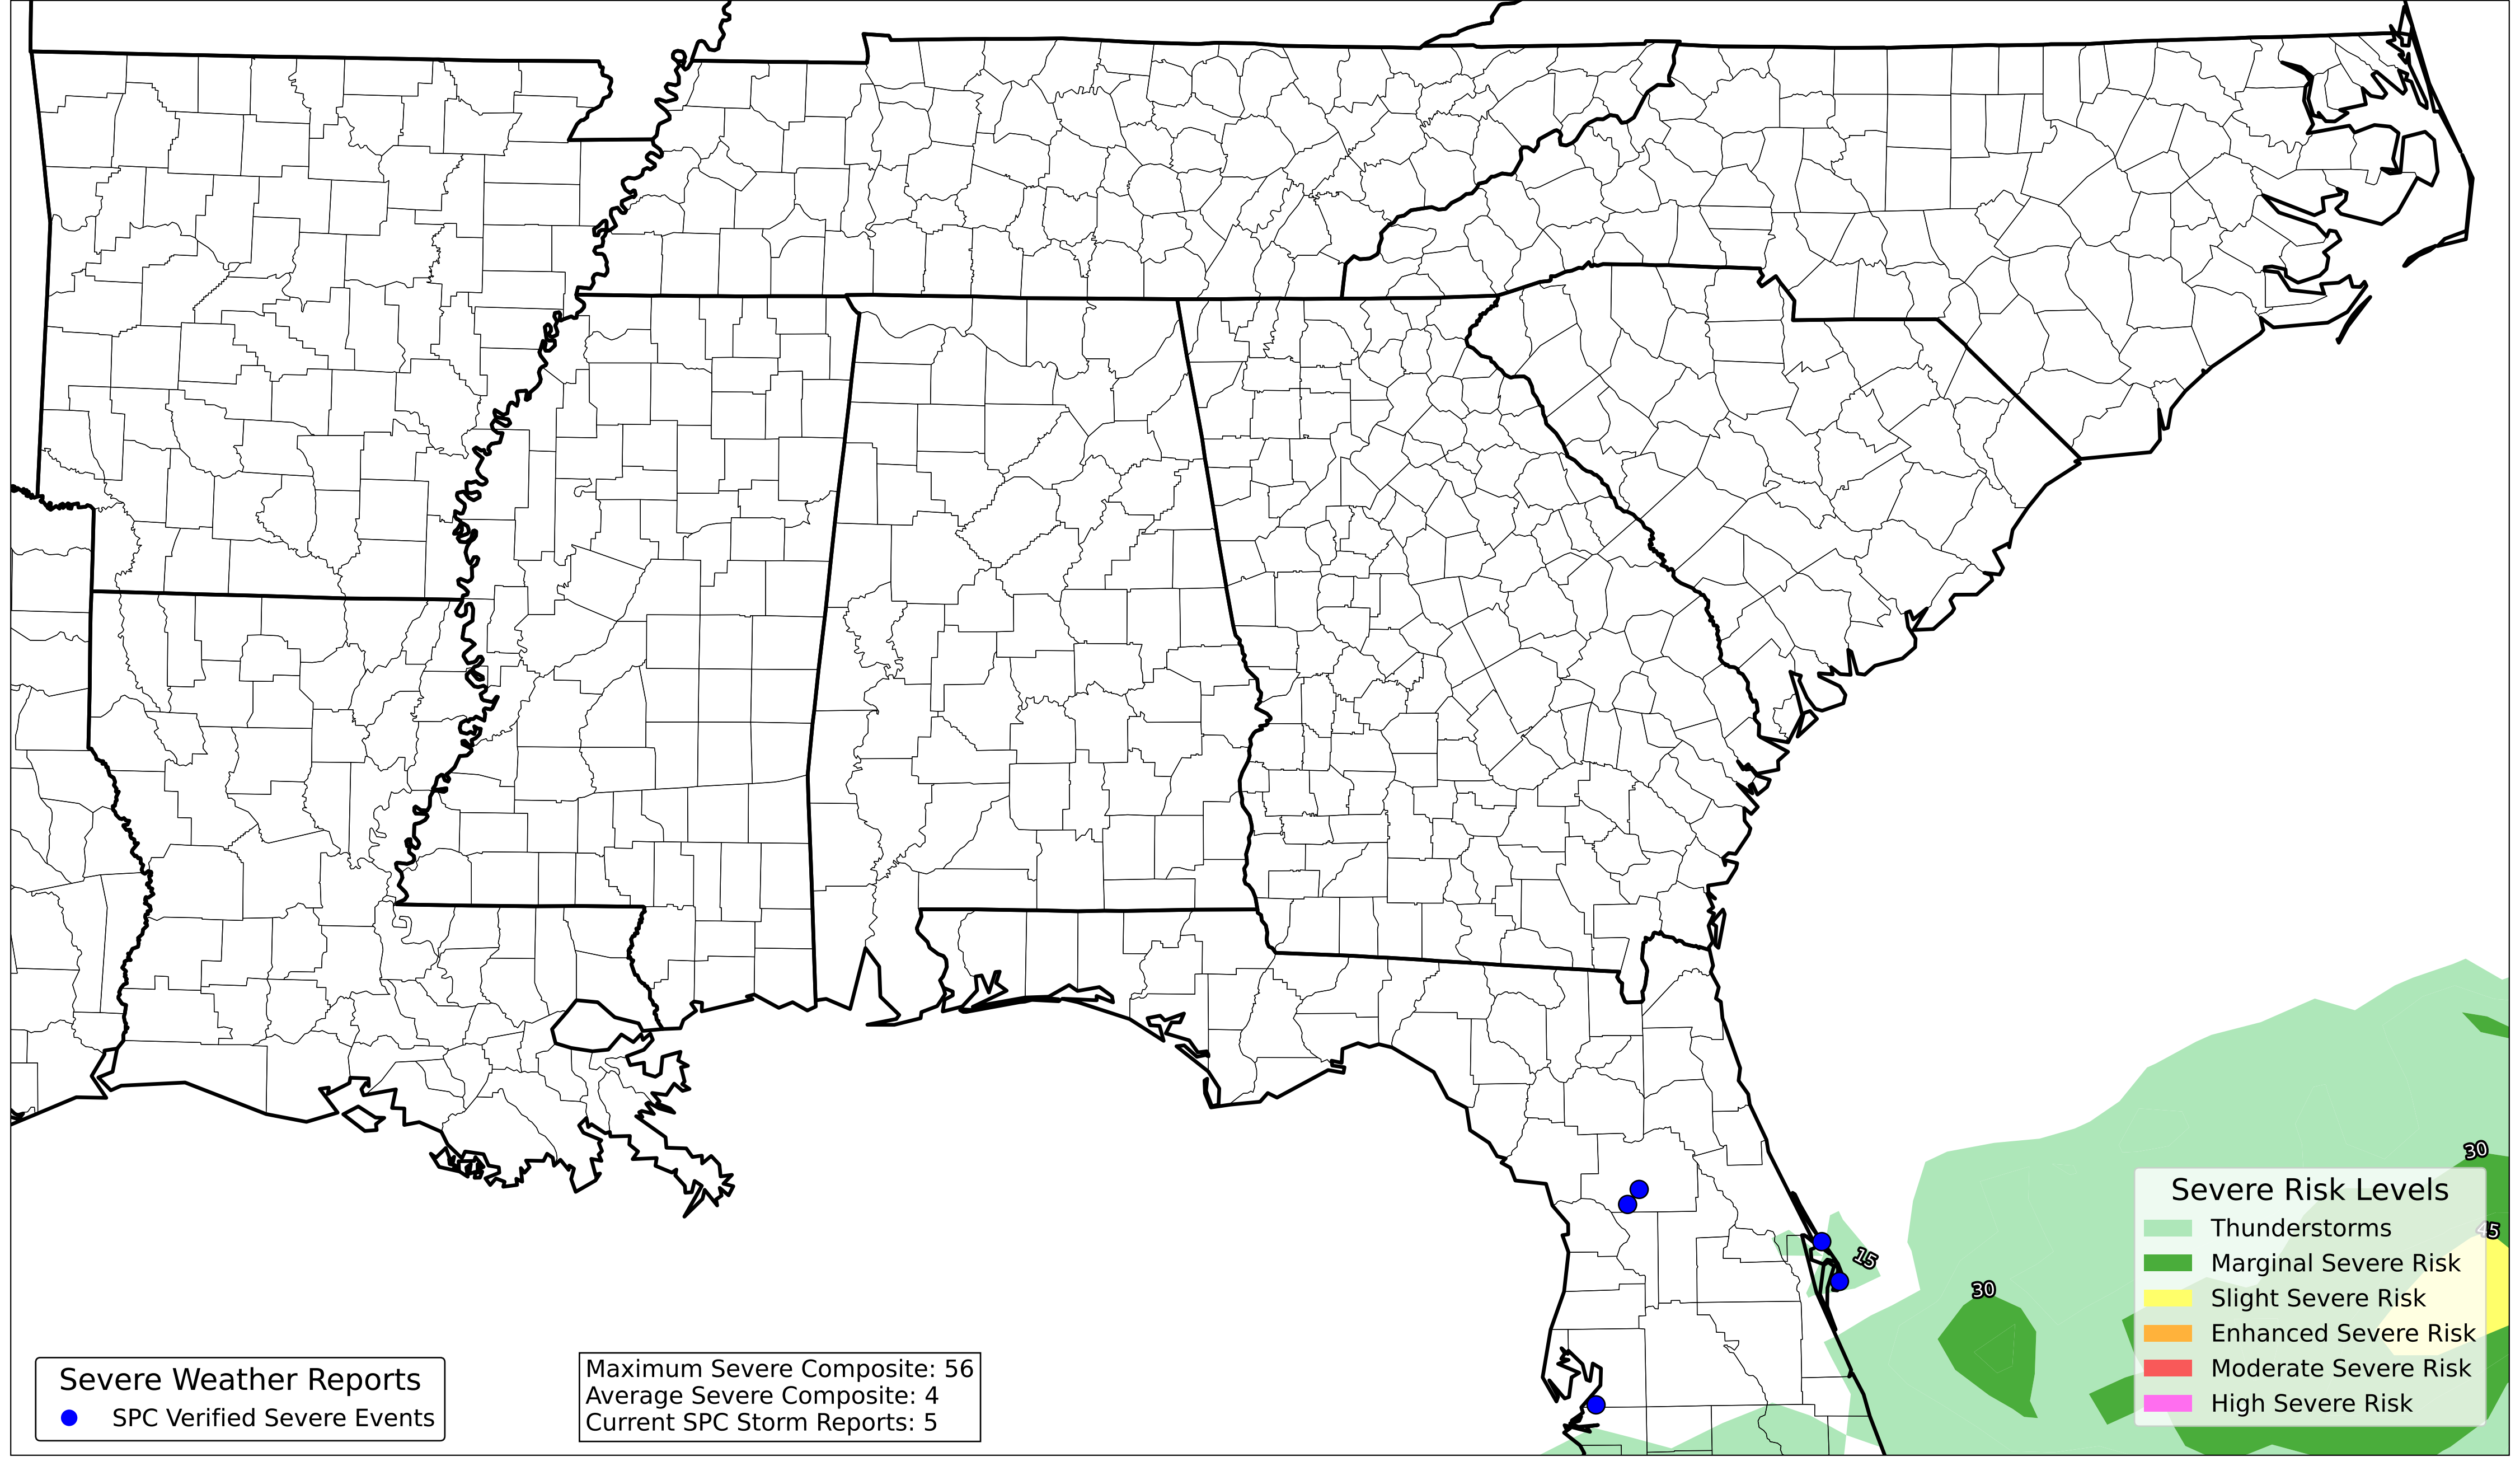 30
45
15
30
Severe Risk Levels
Thunderstorms
Marginal Severe Risk
Slight Severe Risk
Enhanced Severe Risk
Moderate Severe Risk
High Severe Risk
Severe Weather Reports
SPC Verified Severe Events
Maximum Severe Composite: 56
Average Severe Composite: 4
Current SPC Storm Reports: 5